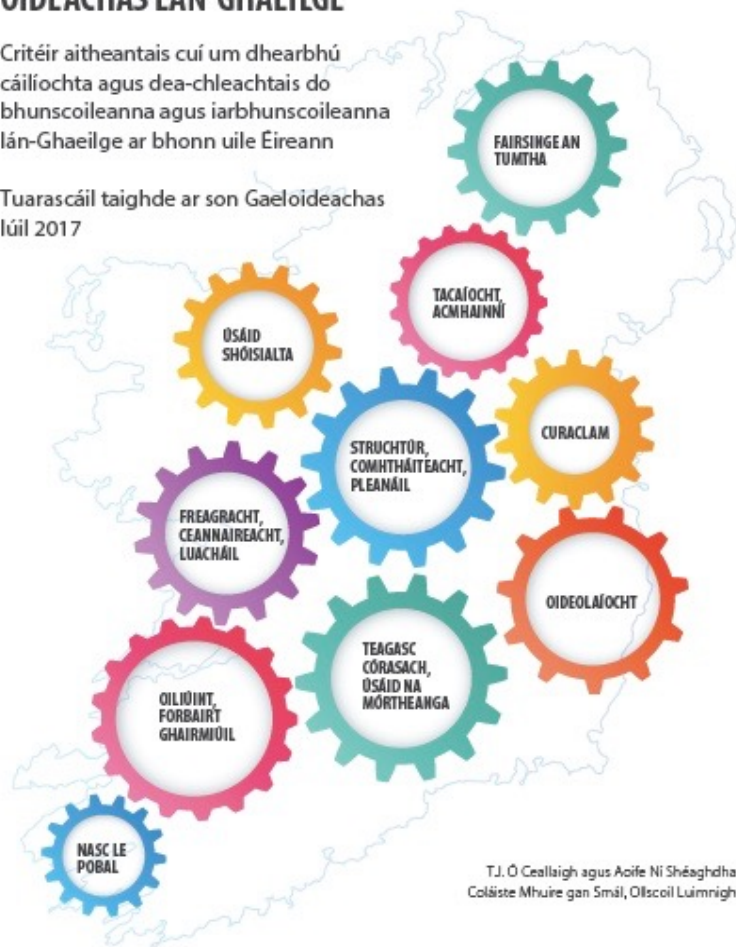 OIDEACHAS LÁN-GHAEILGE
Critéir aitheantais cuí um dhearbhú
cáilíochta agus dea-chleachtais do
bhunscoileanna agus iarbhunscoileanna
lán-Ghaeilge ar bhonn uile Éireann
Tuarascáil taighde ar son Gaeloideachas
Iúil 2017
FAIRSINGE AN
TUMTHA
TACAÍOCHT,
ACMHAINNÍ
ÚSÁID
SHÓISIALTA
CURACLAM
STRUCHTÚR,
COMHTHÁITEACHT,
PLEANÁIL
FREAGRACHT,
CEANNAIREACHT,
LUACHÁIL
OIDEOLAÍOCHT
TEAGASC
CÓRASACH,
ÚSÁID NA
MÓRTHEANGA
OILIÚINT,
FORBAIRT
GHAIRMIÚIL
NASC LE
POBAL
T.J. Ó Ceallaigh agus Aoife Ní Shéaghdha
Coláiste Mhuire gan Smál, Ollscoil Luimnigh